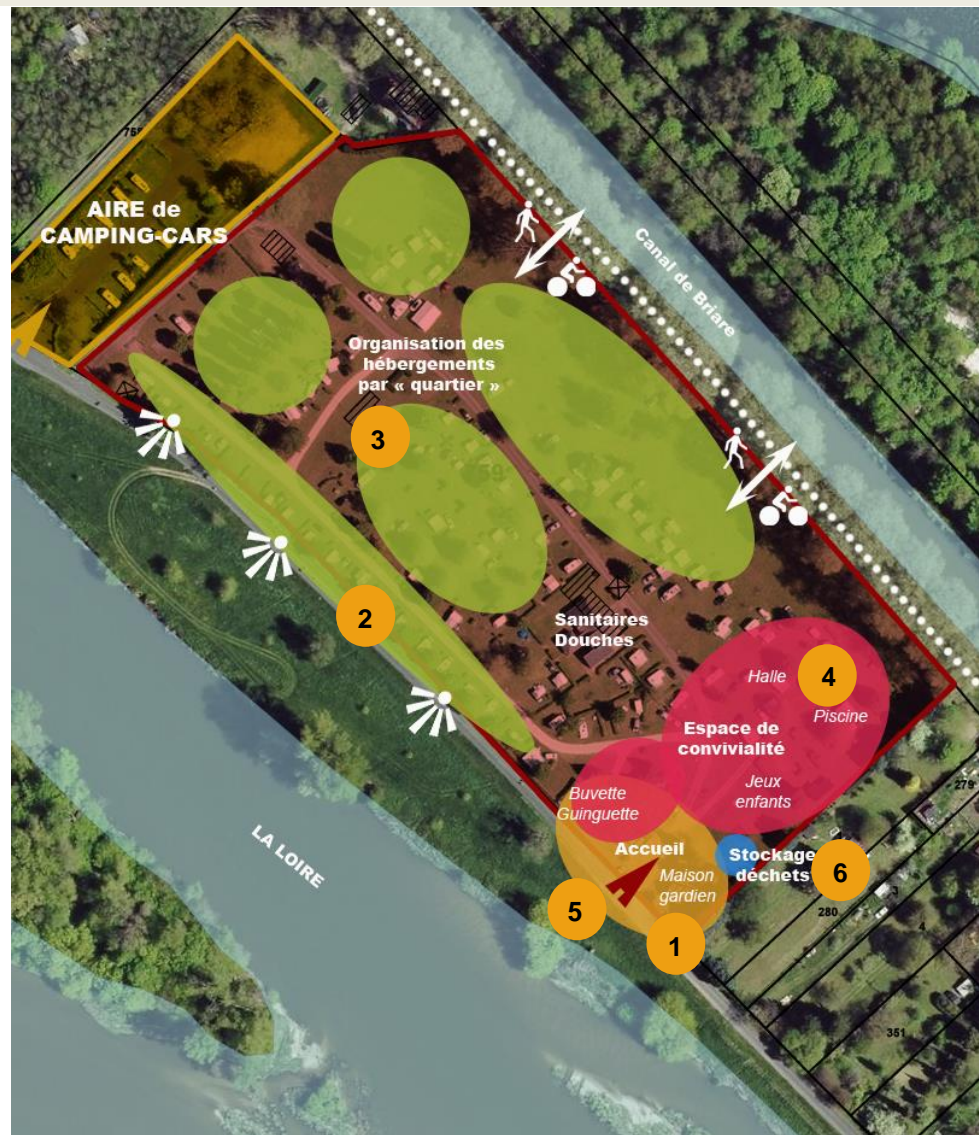 755
AIRE de
CAMPING-CARS
Canal de Briare
Organisation des
hébergements
par « quartier »
3
2
Sanitaires
Douches
Halle
4
Piscine
Espace de
convivialité
Jeux
enfants
279
Buvette
Guinguette
LA LOIRE
Accueil
Stockage
déchets
6
Maison
gardien
5
280
1
351